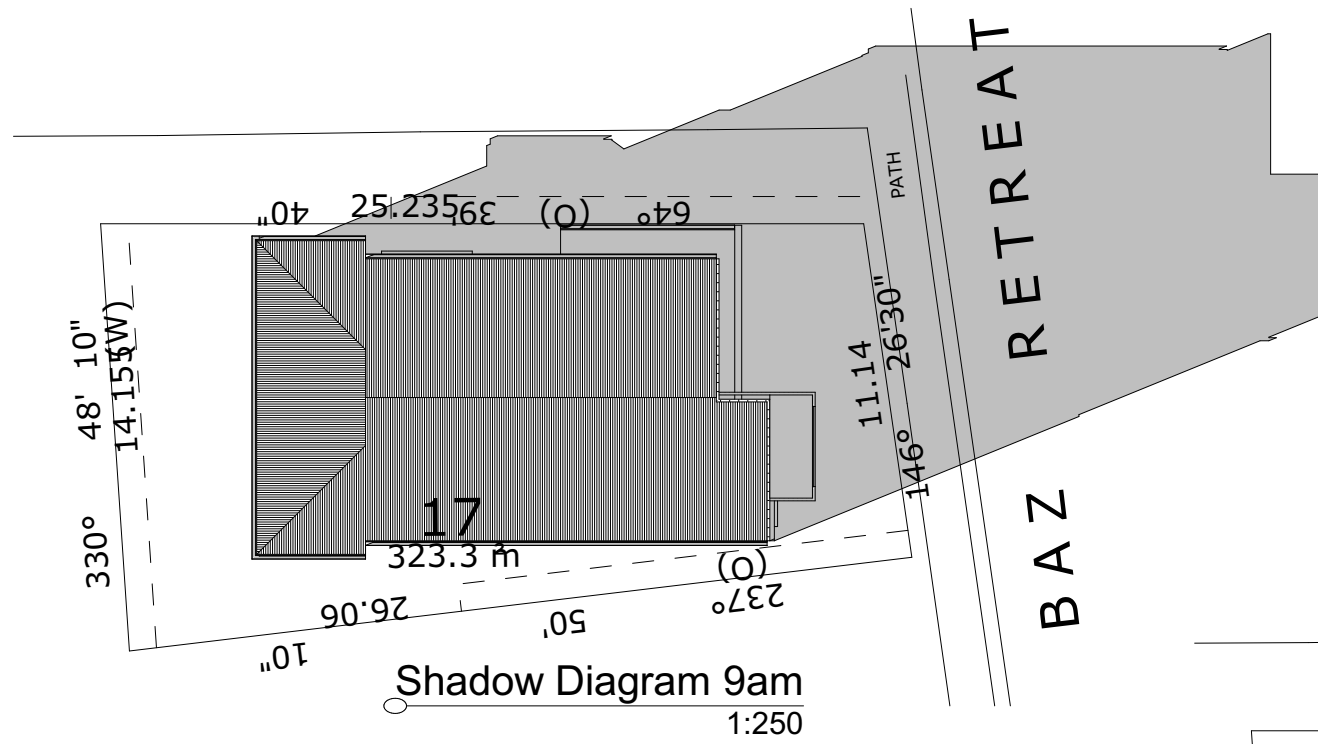 BAZ RETREAT
PATH
40"
25.235
39'
(O)
64°
48' 10"
14.155(W)
330°
11.14
26'30"
146°
17
323.3 m²
(O)
237°
26.06
50'
10"
Shadow Diagram 9am
1:250